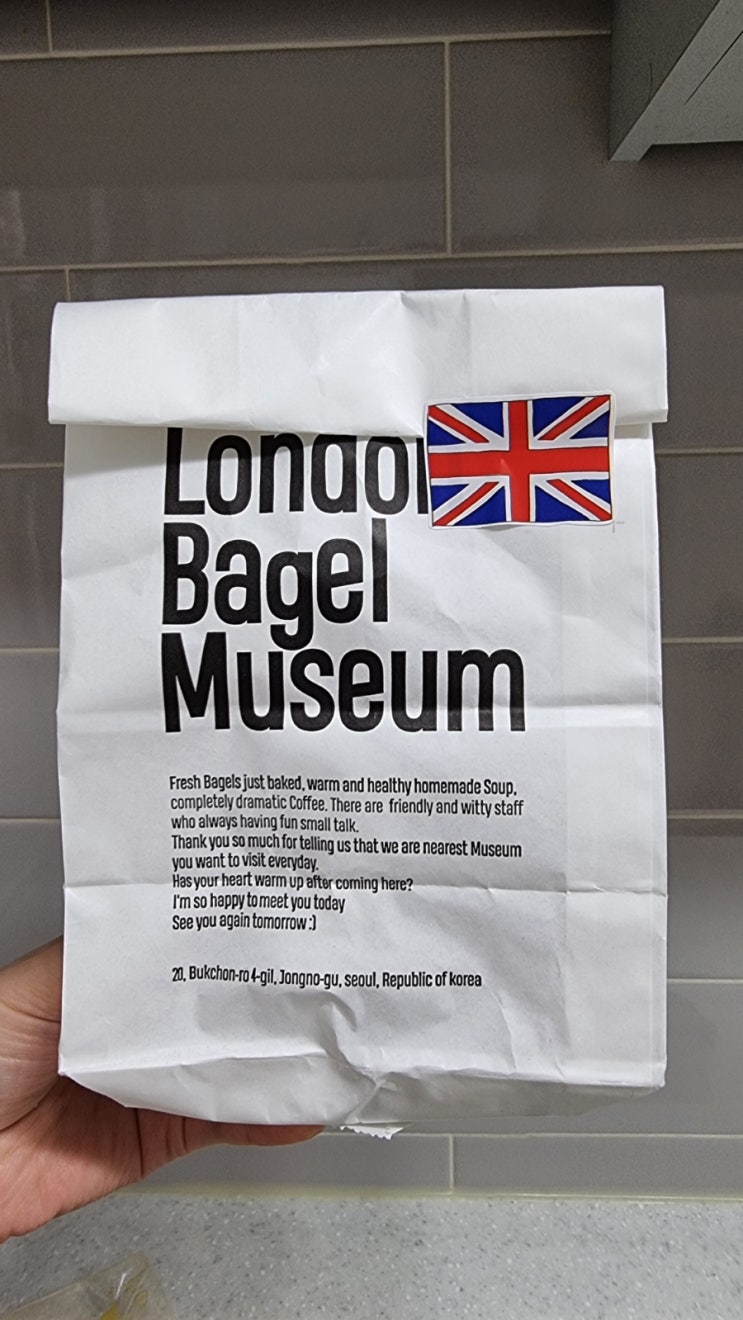 London
Bagel
Museum
Fresh Bagels just baked, warm and healthy homemade Soup,
completely dramatic Coffee. There are friendly and witty staff
who always having fun small talk.
Thank you so much for telling us that we are nearest Museum
you want to visit everyday.
Has your heart warm up after coming here?
I'm so happy to meet you today
See you again tomorrow :)
20, Bukchon-ro 4-gil, Jongno-gu, seoul, Republic of korea